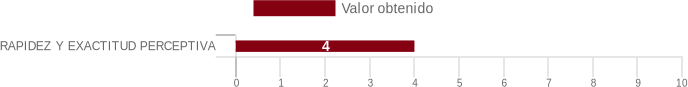 Valor obtenido
RAPIDEZ Y EXACTITUD PERCEPTIVA
4
0 1 2 3 4 5 6 7 8 9 10